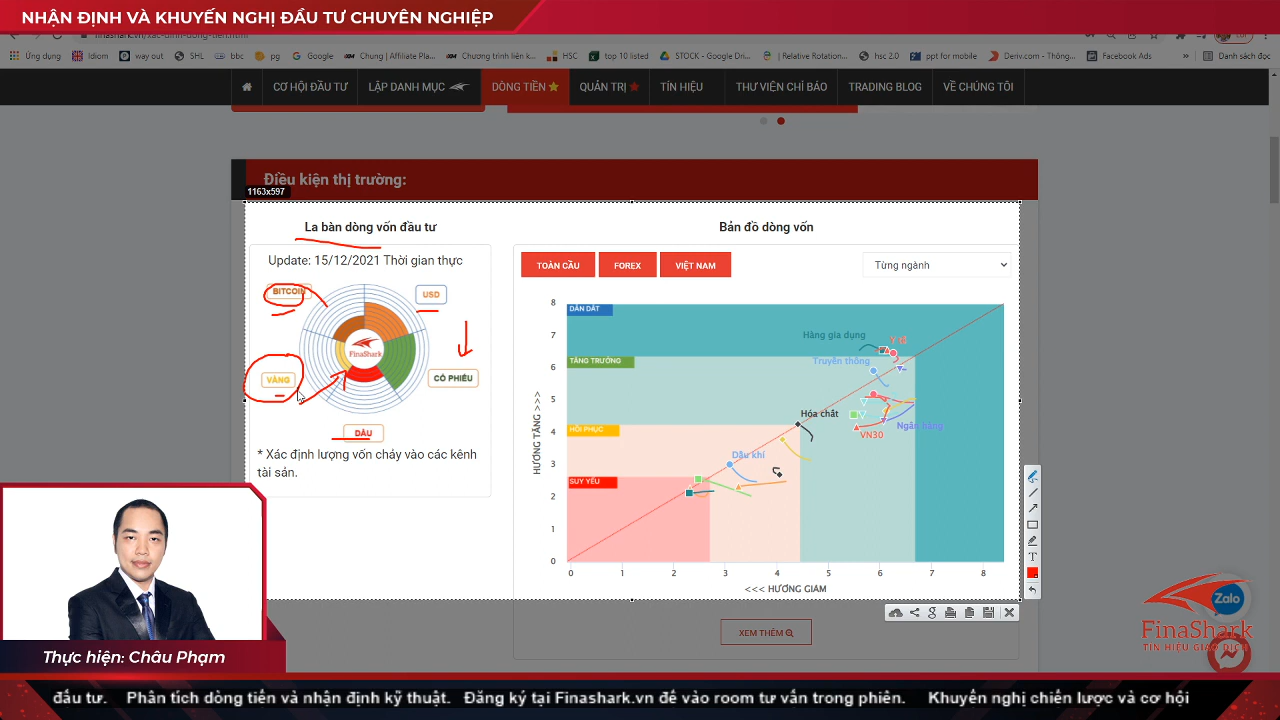 NHẬN ĐỊNH VÀ KHUYẾN NGHỊ ĐẦU TƯ CHUYÊN NGHIỆP
Ứng dụng Idiom way out SHL bbc pg Google Chung | Affiliate Pla... Chương trình liên k... HSC top 10 listed STOCK - Google Dri... | Relative Rotation... hsc 2.0 ppt for mobile Deriv.com - Thông... Facebook Ads » Danh sách đọc
CƠ HỘI ĐẦU TƯ LẬP DANH MỤC DÒNG TIỀN QUẢN TRỊ TÍN HIỆU THƯ VIỆN CHỈ BÁO TRADING BLOG VỀ CHÚNG TÔI
Điều kiện thị trường:
1163x597
La bàn dòng vốn đầu tư
Update: 15/12/2021 Thời gian thực
BITCOIN
USD
FinaShark
VÀNG
CỔ PHIẾU
DẦU
* Xác định lượng vốn chảy vào các kênh
tài sản.
Bản đồ dòng vốn
TOÀN CẦU FOREX VIỆT NAM
Từng ngành
HƯỚNG TĂNG >>>
8
7
6
5
4
3
2
1
0
DẪN DẮT
TĂNG TRƯỞNG
HỒI PHỤC
SUY YẾU
Hàng gia dụng
Y tế
Truyền thông
Hóa chất
Ngân hàng
VN30
Dầu khí
0 1 2 3 4 5 6 7 8
<<< HƯỚNG GIẢM
XEM THÊM
Zalo
FinaShark
TÍN HIỆU GIAO DỊCH
Thực hiện: Châu Phạm
đầu tư. Phân tích dòng tiền và nhận định kỹ thuật. Đăng ký tại Finashark.vn để vào room tư vấn trong phiên. Khuyến nghị chiến lược và cơ hội